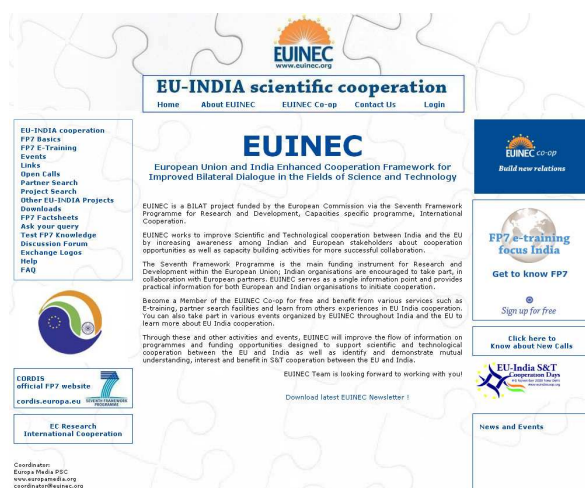 EUINEC
www.euinec.org
EU-INDIA scientific cooperation
Home About EUINEC EUINEC Co-op Contact Us Login
EU-INDIA cooperation
FP7 Basics
FP7 E-Training
Events
Links
Open Calls
Partner Search
Project Search
Other EU-INDIA Projects
Downloads
FP7 Factsheets
Ask your query
Test FP7 Knowledge
Discussion Forum
Exchange Logos
Help
FAQ
CORDIS
official FP7 website
cordis.europa.eu
SEVENTH FRAMEWORK
PROGRAMME
EC Research
International Cooperation
Coordinator:
Europa Media PSC
www.europamedia.org
coordinator@euinec.org
EUINEC
European Union and India Enhanced Cooperation Framework for
Improved Bilateral Dialogue in the Fields of Science and Technology
EUINEC is a BILAT project funded by the European Commission via the Seventh Framework
Programme for Research and Development, Capacities specific programme, International
Cooperation.
EUINEC works to improve Scientific and Technological cooperation between India and the EU
by increasing awareness among Indian and European stakeholders about cooperation
opportunities as well as capacity building activities for more successful collaboration.
The Seventh Framework Programme is the main funding instrument for Research and
Development within the European Union; Indian organisations are encouraged to take part, in
collaboration with European partners. EUINEC serves as a single information point and provides
practical information for both European and Indian organisations to initiate cooperation.
Become a Member of the EUINEC Co-op for free and benefit from various services such as
E-training, partner search facilities and learn from others experiences in EU India cooperation.
You can also take part in various events organized by EUINEC throughout India and the EU to
learn more about EU India cooperation.
Through these and other activities and events, EUINEC will improve the flow of information on
programmes and funding opportunities designed to support scientific and technological
cooperation between the EU and India as well as identify and demonstrate mutual
understanding, interest and benefit in S&T cooperation between the EU and India.
EUINEC Team is looking forward to working with you!
Download latest EUINEC Newsletter !
EUINEC co-op
Build new relations
FP7 e-training
focus India
Get to know FP7
Sign up for free
Click here to
Know about New Calls
EU-India S&T
Cooperation Days
News and Events